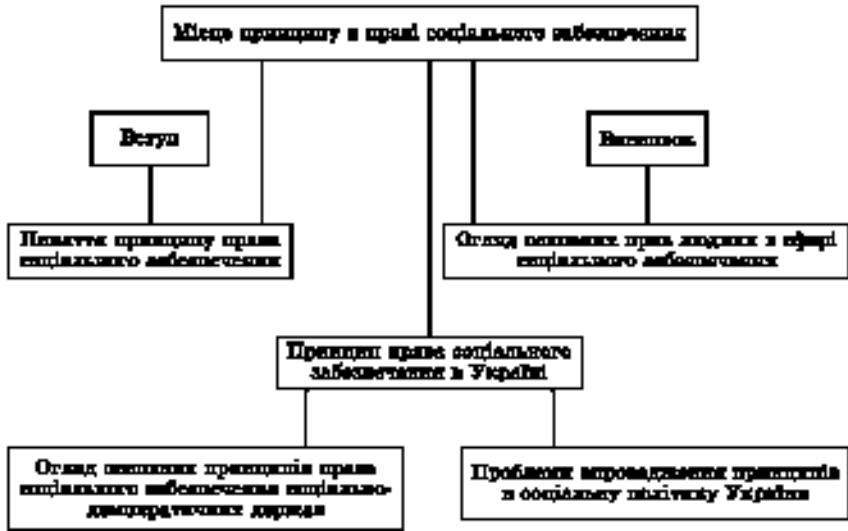 Місце принципу в праві соціального забезпечення
Вступ
Висновок
Поняття принципу права
соціального забезпечення
Огляд основних прав людини в сфері
соціального забезпечення
Принцип права соціального
забезпечення в Україні
Огляд основних принципів права
соціального забезпечення соціально-
демократичних держав
Проблеми впровадження принципів
в соціальну політику України